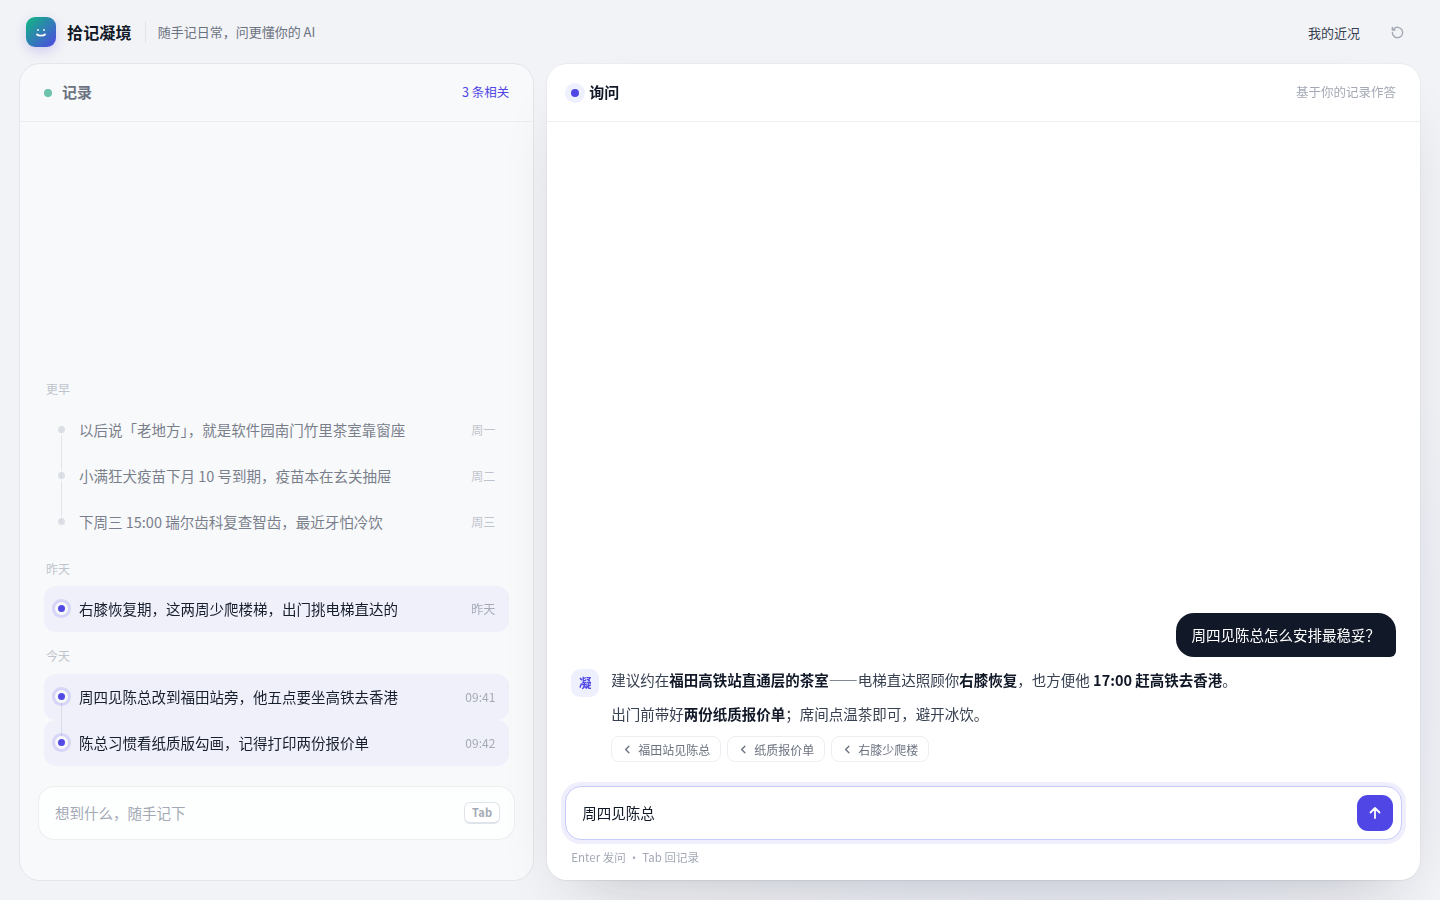 拾记凝境
随手记日常，问更懂你的 AI
我的近况
记录
3 条相关
更早
以后说「老地方」，就是软件园南门竹里茶室靠窗座
周一
小满狂犬疫苗下月 10 号到期，疫苗本在玄关抽屉
周二
下周三 15:00 瑞尔齿科复查智齿，最近牙怕冷饮
周三
昨天
右膝恢复期，这两周少爬楼梯，出门挑电梯直达的
昨天
今天
周四见陈总改到福田站旁，他五点要坐高铁去香港
09:41
陈总习惯看纸质版勾画，记得打印两份报价单
09:42
想到什么，随手记下
Tab
询问
基于你的记录作答
周四见陈总怎么安排最稳妥？
凝
建议约在福田高铁站直通层的茶室——电梯直达照顾你右膝恢复，也方便他 17:00 赶高铁去香港。
出门前带好两份纸质报价单；席间点温茶即可，避开冰饮。
福田站见陈总
纸质报价单
右膝少爬楼
周四见陈总
Enter 发问 · Tab 回记录